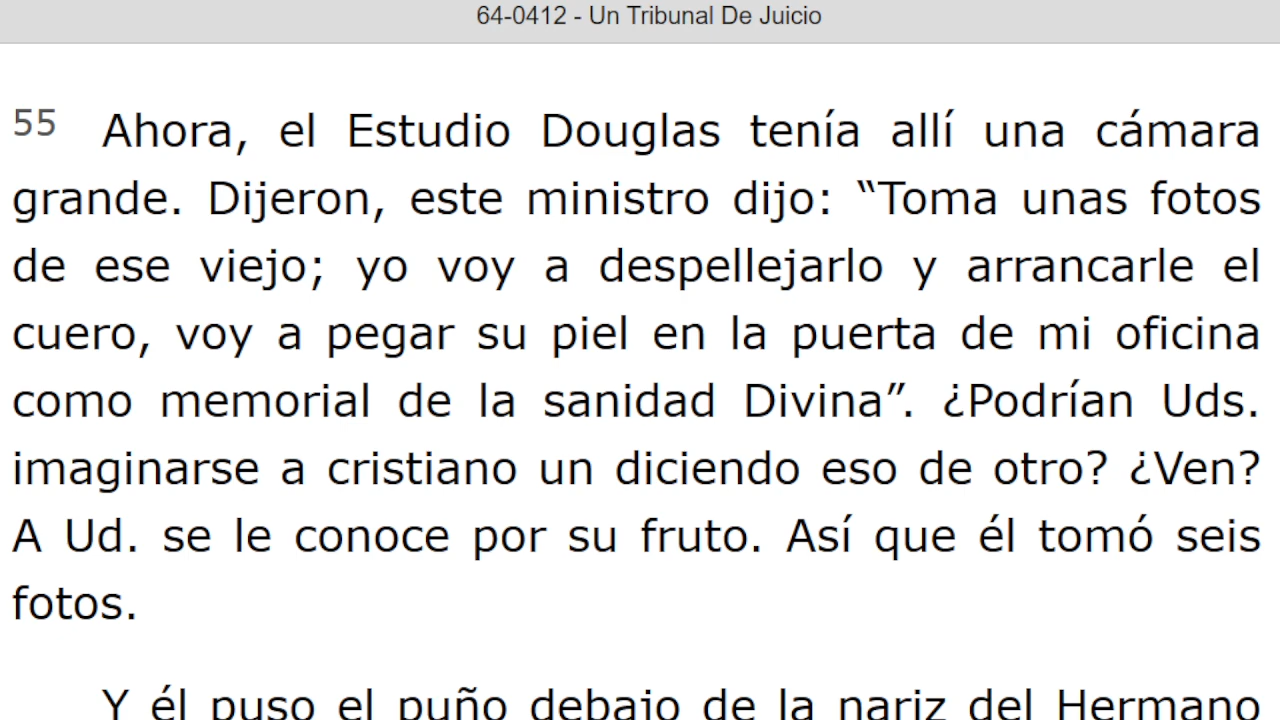 64-0412 - Un Tribunal De Juicio
55 Ahora, el Estudio Douglas tenía allí una cámara
grande. Dijeron, este ministro dijo: “Toma unas fotos
de ese viejo; yo voy a despellejarlo y arrancarle el
cuero, voy a pegar su piel en la puerta de mi oficina
como memorial de la sanidad Divina”. ¿Podrían Uds.
imaginarse a cristiano un diciendo eso de otro? ¿Ven?
A Ud. se le conoce por su fruto. Así que él tomó seis
fotos.
Y él puso el puño debajo de la nariz del Hermano